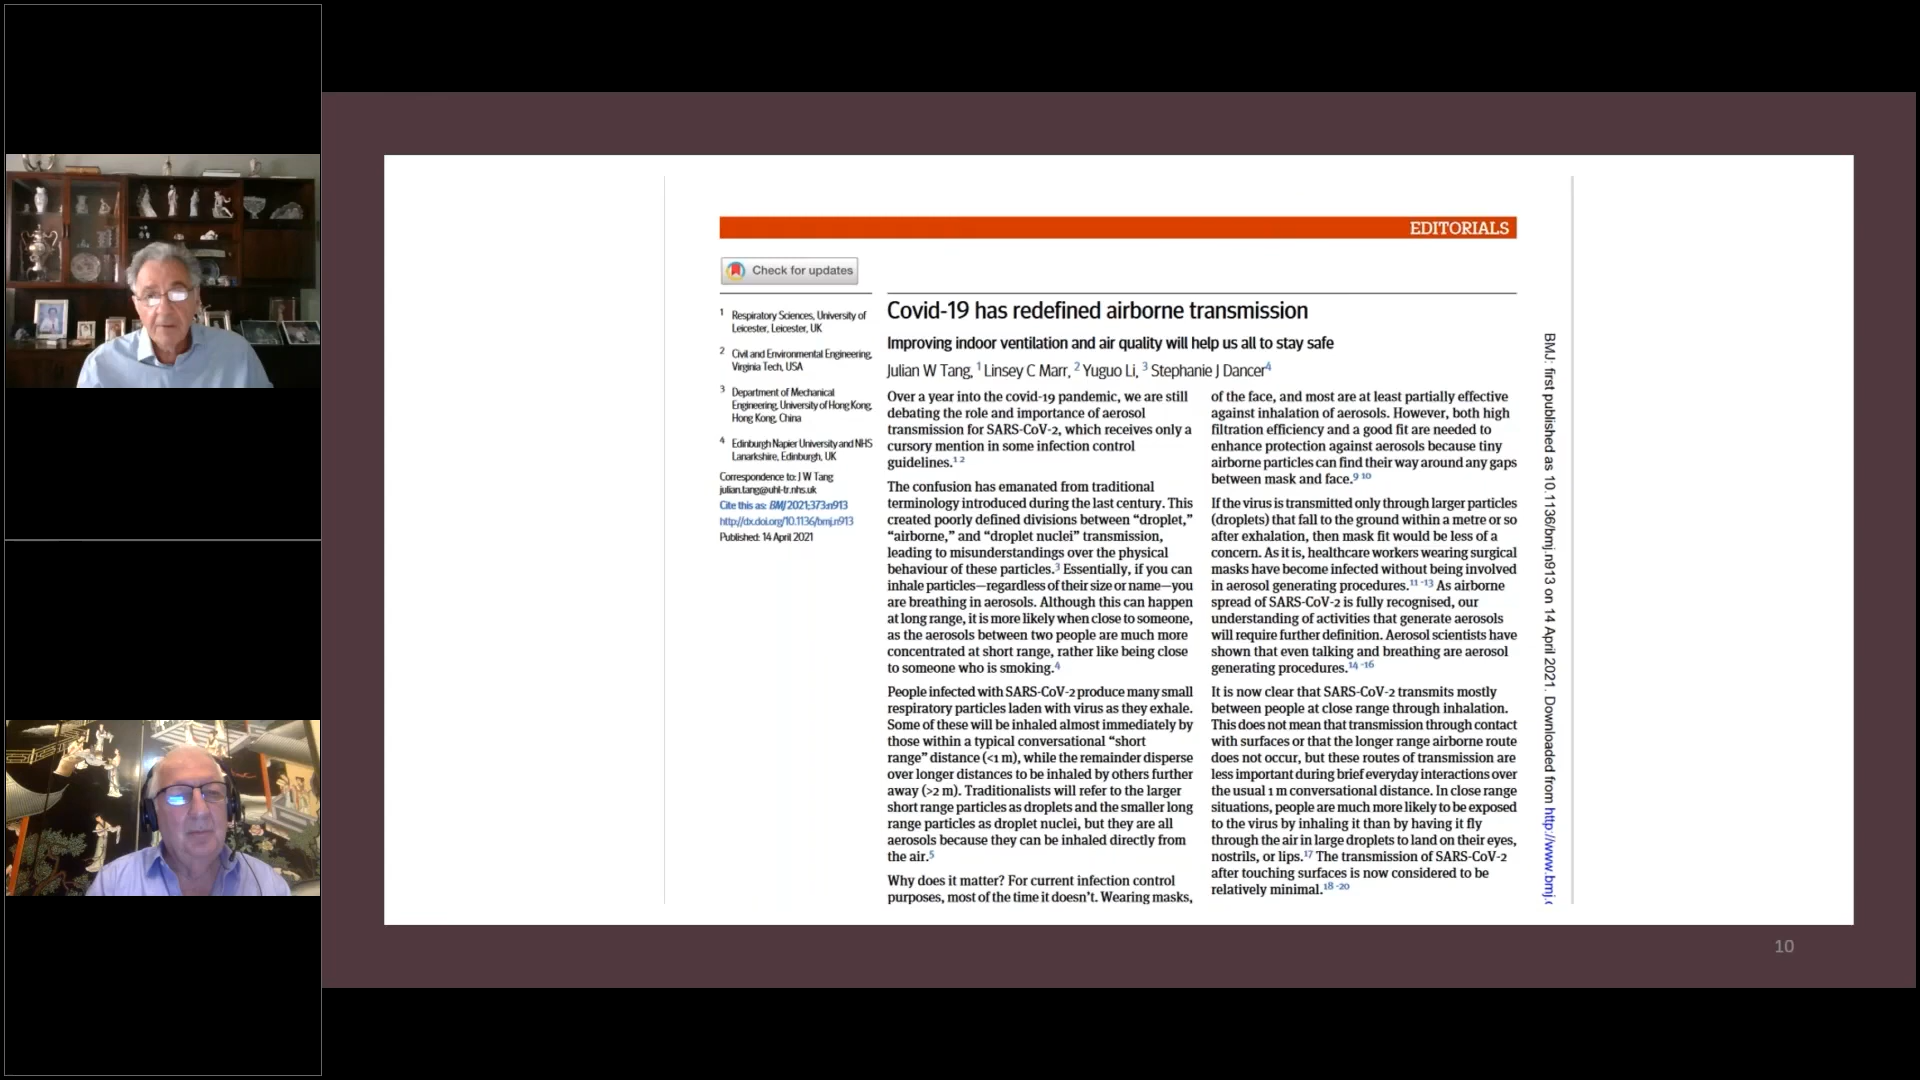 EDITORIALS
Check for updates
1 Respiratory Sciences, University of
Leicester, Leicester, UK
2 Civil and Environmental Engineering,
Virginia Tech, USA
3 Department of Mechanical
Engineering, University of Hong Kong,
Hong Kong, China
4 Edinburgh Napier University and NHS
Lanarkshire, Edinburgh, UK
Correspondence to: J W Tang
julian.tang@uhl-tr.nhs.uk
Cite this as: BMJ 2021;373:n913
http://dx.doi.org/10.1136/bmj.n913
Published: 14 April 2021
Covid-19 has redefined airborne transmission
Improving indoor ventilation and air quality will help us all to stay safe
Julian W Tang, 1 Linsey C Marr, 2 Yuguo Li, 3 Stephanie J Dancer4
Over a year into the covid-19 pandemic, we are still
debating the role and importance of aerosol
transmission for SARS-CoV-2, which receives only a
cursory mention in some infection control
guidelines.1 2
The confusion has emanated from traditional
terminology introduced during the last century. This
created poorly defined divisions between “droplet,”
“airborne,” and “droplet nuclei” transmission,
leading to misunderstandings over the physical
behaviour of these particles.3 Essentially, if you can
inhale particles—regardless of their size or name—you
are breathing in aerosols. Although this can happen
at long range, it is more likely when close to someone,
as the aerosols between two people are much more
concentrated at short range, rather like being close
to someone who is smoking.4
People infected with SARS-CoV-2 produce many small
respiratory particles laden with virus as they exhale.
Some of these will be inhaled almost immediately by
those within a typical conversational “short
range” distance (<1 m), while the remainder disperse
over longer distances to be inhaled by others further
away (>2 m). Traditionalists will refer to the larger
short range particles as droplets and the smaller long
range particles as droplet nuclei, but they are all
aerosols because they can be inhaled directly from
the air.5
Why does it matter? For current infection control
purposes, most of the time it doesn’t. Wearing masks,
of the face, and most are at least partially effective
against inhalation of aerosols. However, both high
filtration efficiency and a good fit are needed to
enhance protection against aerosols because tiny
airborne particles can find their way around any gaps
between mask and face.9 10
If the virus is transmitted only through larger particles
(droplets) that fall to the ground within a metre or so
after exhalation, then mask fit would be less of a
concern. As it is, healthcare workers wearing surgical
masks have become infected without being involved
in aerosol generating procedures.11 -13 As airborne
spread of SARS-CoV-2 is fully recognised, our
understanding of activities that generate aerosols
will require further definition. Aerosol scientists have
shown that even talking and breathing are aerosol
generating procedures.14 -16
It is now clear that SARS-CoV-2 transmits mostly
between people at close range through inhalation.
This does not mean that transmission through contact
with surfaces or that the longer range airborne route
does not occur, but these routes of transmission are
less important during brief everyday interactions over
the usual 1 m conversational distance. In close range
situations, people are much more likely to be exposed
to the virus by inhaling it than by having it fly
through the air in large droplets to land on their eyes,
nostrils, or lips.17 The transmission of SARS-CoV-2
after touching surfaces is now considered to be
relatively minimal.18 -20
BMJ: first published as 10.1136/bmj.n913 on 14 April 2021. Downloaded from http://www.bmj.c
10